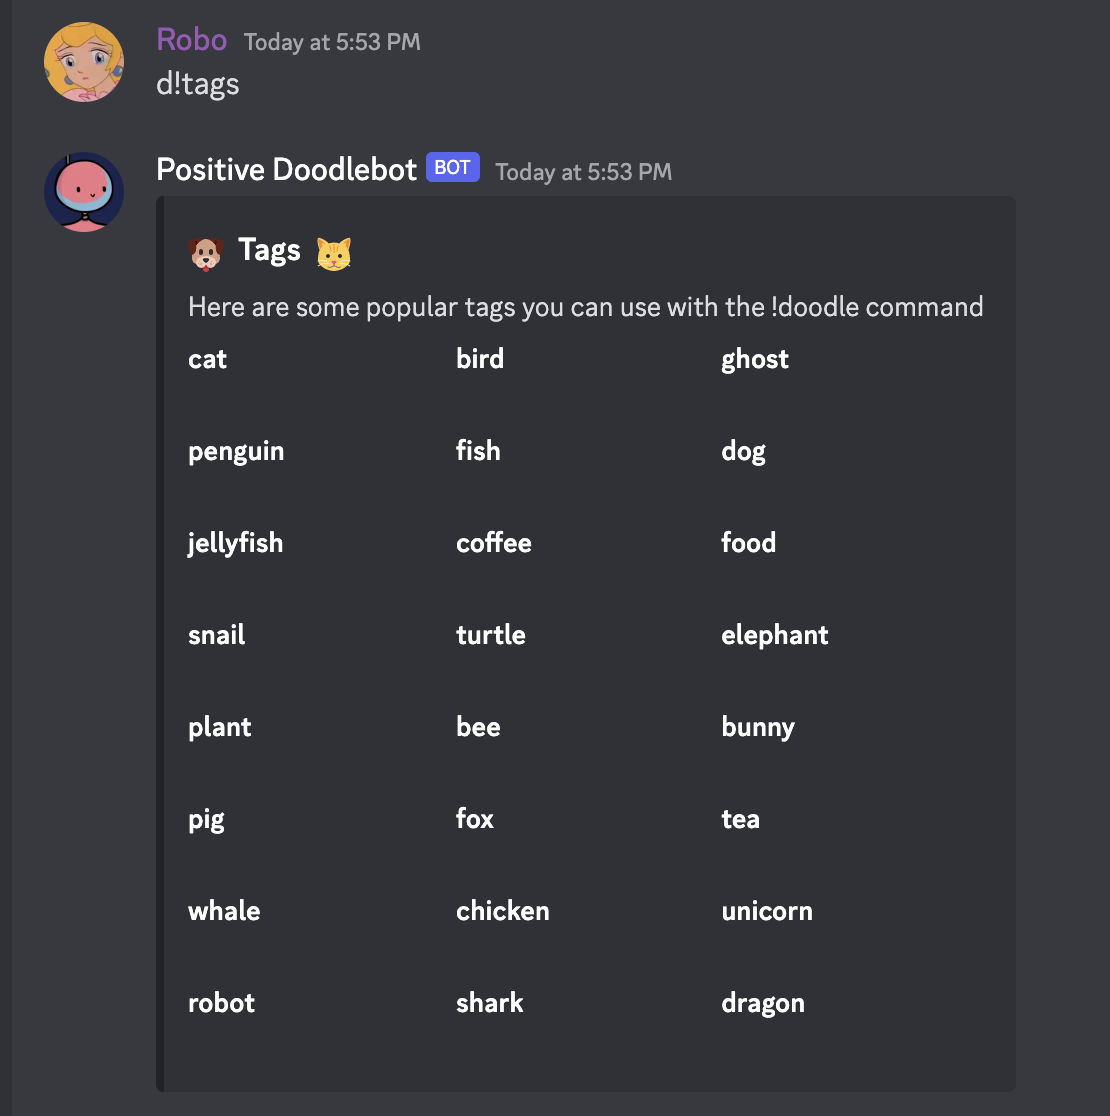 Robo Today at 5:53 PM
d!tags
Positive Doodlebot BOT Today at 5:53 PM
Tags
Here are some popular tags you can use with the !doodle command
cat bird ghost
penguin fish dog
jellyfish coffee food
snail turtle elephant
plant bee bunny
pig fox tea
whale chicken unicorn
robot shark dragon